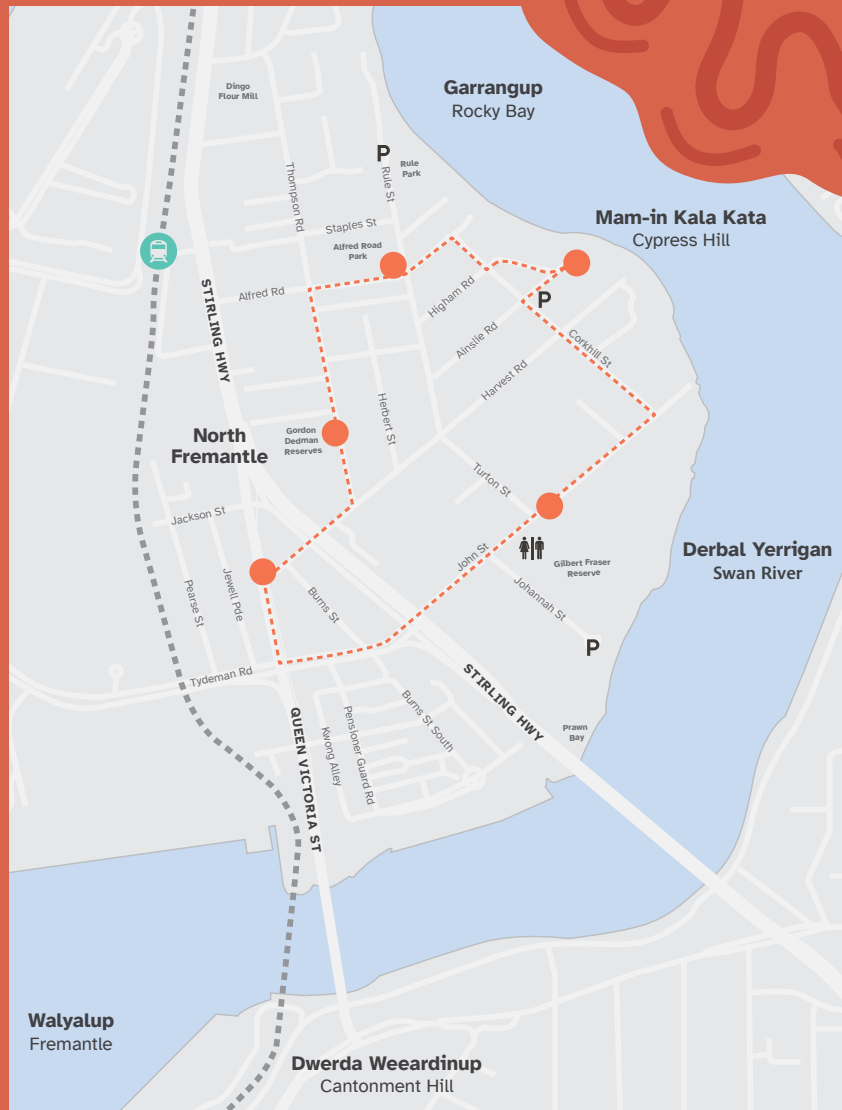 Dingo
Flour Mill
Garrangup
Rocky Bay
P
Rule
Park
Rule St
Thompson Rd
Staples St
Alfred Road
Park
Mam-in Kala Kata
Cypress Hill
Alfred Rd
STIRLING HWY
Higham Rd
P
Ainslie Rd
Corkhill St
Harvest Rd
Herbert St
North
Fremantle
Gordon
Dedman
Reserves
Turton St
Jackson St
John St
Gilbert Fraser
Reserve
Derbal Yerrigan
Swan River
Jewell Pde
Pearse St
Burns St
Johannah St
P
Tydeman Rd
STIRLING HWY
Burns St South
Pensioner Guard Rd
Kwong Alley
QUEEN VICTORIA ST
Prawn
Bay
Walyalup
Fremantle
Dwerda Weeardinup
Cantonment Hill